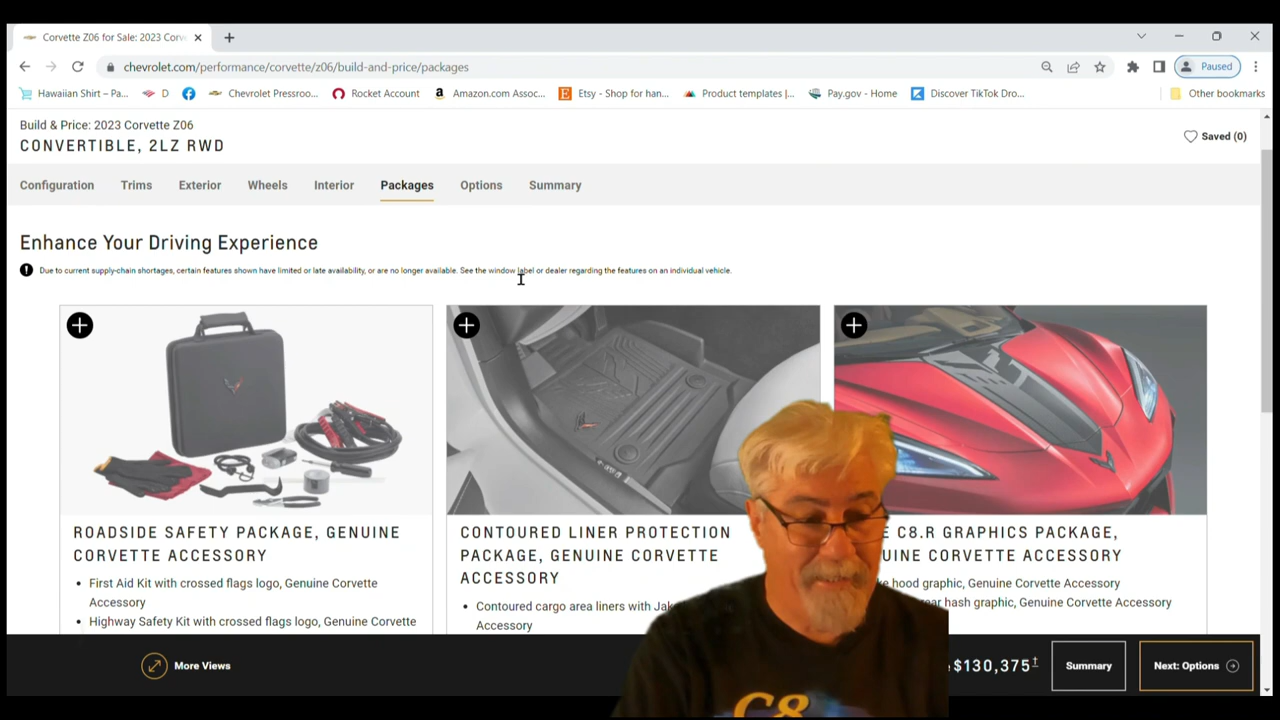 Corvette Z06 for Sale: 2023 Corv
chevrolet.com/performance/corvette/z06/build-and-price/packages
Paused
Hawaiian Shirt – Pa...
D
Chevrolet Pressroo...
Rocket Account
Amazon.com Assoc...
Etsy - Shop for han...
Product templates |...
Pay.gov - Home
Discover TikTok Dro...
Other bookmarks
Build & Price: 2023 Corvette Z06
CONVERTIBLE, 2LZ RWD
Saved (0)
Configuration
Trims
Exterior
Wheels
Interior
Packages
Options
Summary
Enhance Your Driving Experience
Due to current supply-chain shortages, certain features shown have limited or late availability, or are no longer available. See the window label or dealer regarding the features on an individual vehicle.
ROADSIDE SAFETY PACKAGE, GENUINE
CORVETTE ACCESSORY
• First Aid Kit with crossed flags logo, Genuine Corvette
Accessory
• Highway Safety Kit with crossed flags logo, Genuine Corvette
CONTOURED LINER PROTECTION
PACKAGE, GENUINE CORVETTE
ACCESSORY
• Contoured cargo area liners with
Accessory
C8.R GRAPHICS PACKAGE,
CORVETTE ACCESSORY
hood graphic, Genuine Corvette Accessory
hash graphic, Genuine Corvette Accessory
More Views
$130,375†
Summary
Next: Options
C8